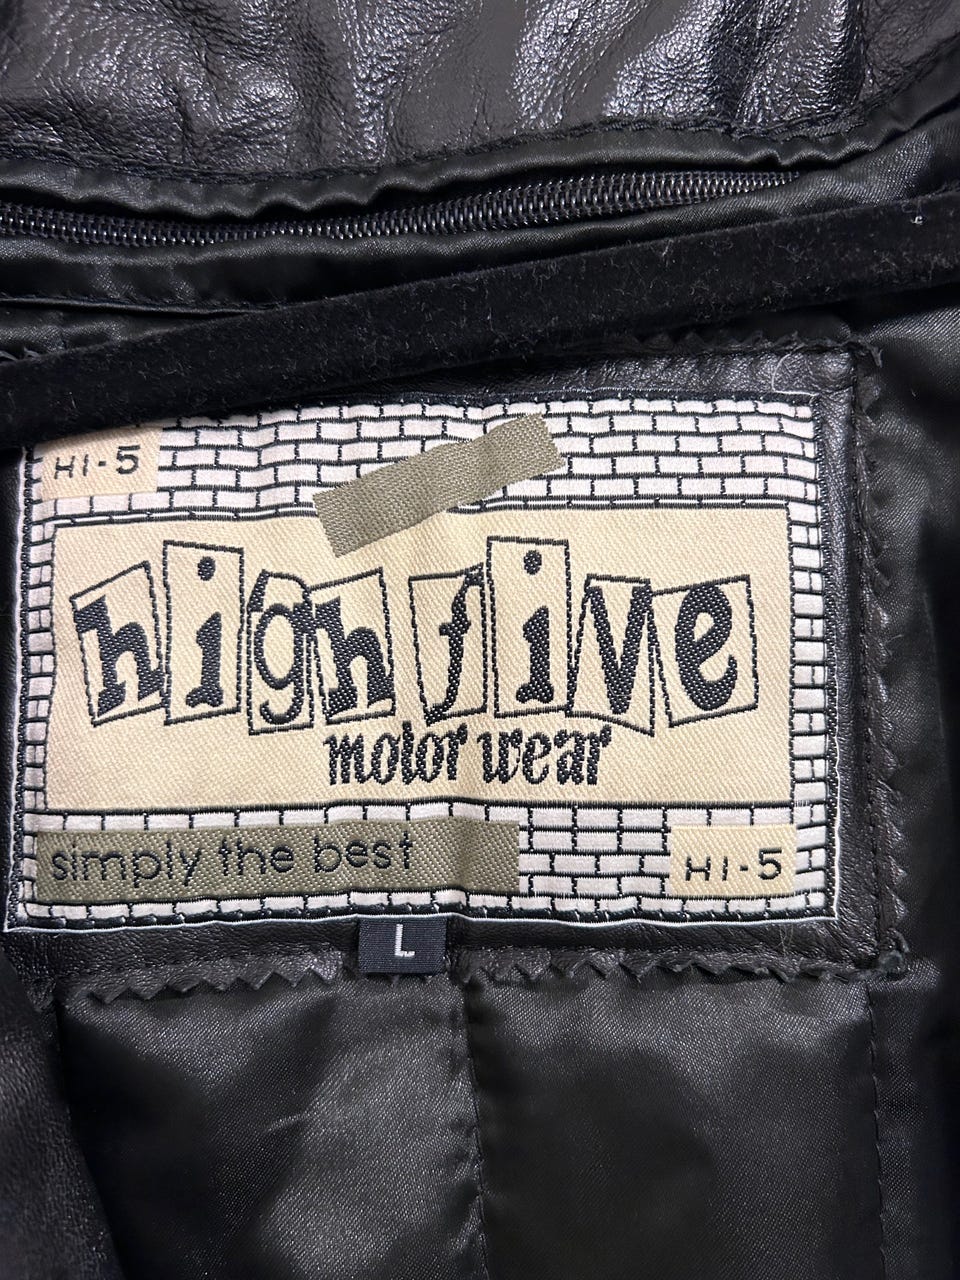 HI-5
high five
motor wear
simply the best
HI-5
L